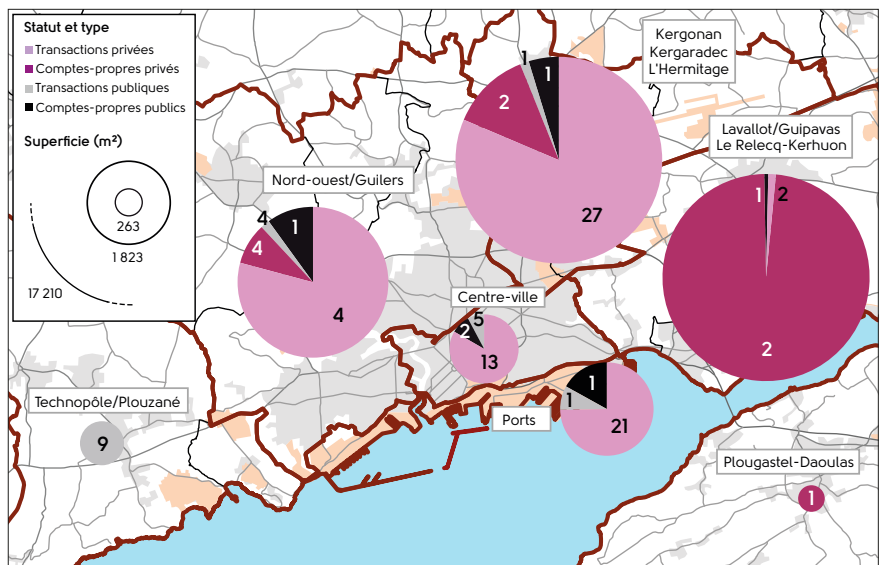 Statut et type
Transactions privées
Comptes-propres privés
Transactions publiques
Comptes-propres publics
Superficie (m²)
263
1 823
17 210
Kergonan
Kergaradec
L'Hermitage
1
1
2
27
Lavallot/Guipavas
Le Relecq-Kerhuon
1
2
2
Nord-ouest/Guilers
4
1
4
4
Centre-ville
5
2
13
Technopôle/Plouzané
9
Ports
1
1
21
Plougastel-Daoulas
1